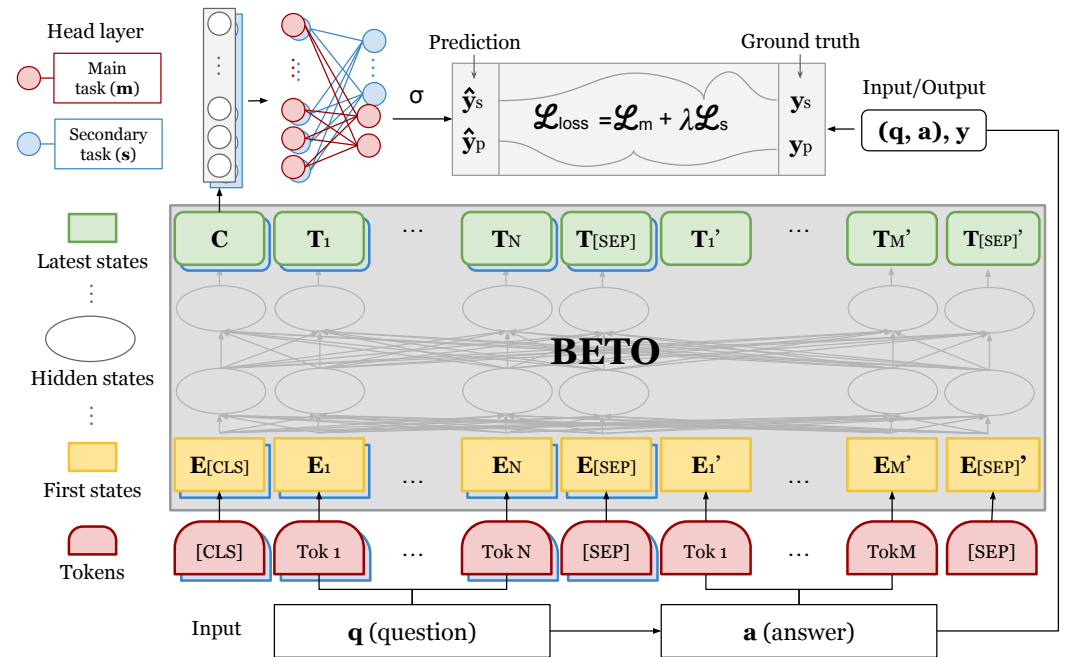 Head layer
Main
task (m)
Secondary
task (s)
⋮
σ
Prediction
Ground truth
ŷs
ŷp
ℒloss =ℒm + λℒs
ys
yp
Input/Output
(q, a), y
Latest states
⋮
Hidden states
⋮
First states
Tokens
C
T1
...
TN
T[SEP]
T1’
...
TM’
T[SEP]’
BETO
E[CLS]
E1
...
EN
E[SEP]
E1’
...
EM’
E[SEP]’
[CLS]
Tok 1
...
Tok N
[SEP]
Tok 1
...
TokM
[SEP]
Input
q (question)
a (answer)